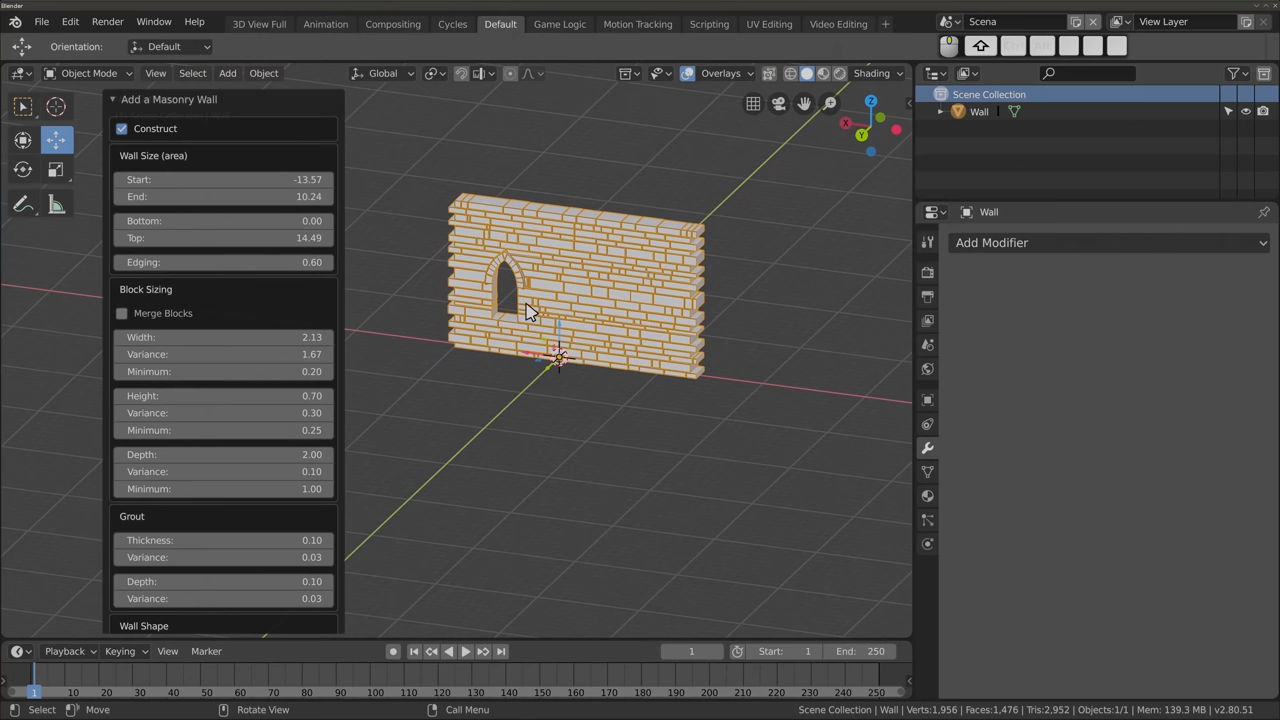 Blender
File Edit Render Window Help
3D View Full Animation Compositing Cycles Default Game Logic Motion Tracking Scripting UV Editing Video Editing +
Scena
View Layer
Orientation: Default
Object Mode View Select Add Object
Global
Overlays
Shading
Add a Masonry Wall
Construct
Wall Size (area)
Start: -13.57
End: 10.24
Bottom: 0.00
Top: 14.49
Edging: 0.60
Block Sizing
Merge Blocks
Width: 2.13
Variance: 1.67
Minimum: 0.20
Height: 0.70
Variance: 0.30
Minimum: 0.25
Depth: 2.00
Variance: 0.10
Minimum: 1.00
Grout
Thickness: 0.10
Variance: 0.03
Depth: 0.10
Variance: 0.03
Wall Shape
Z
X
Y
Scene Collection
Wall
Wall
Add Modifier
Playback Keying View Marker
1
Start: 1
End: 250
1 10 20 30 40 50 60 70 80 90 100 110 120 130 140 150 160 170 180 190 200 210 220 230 240 250
Select Move Rotate View Call Menu
Scene Collection | Wall | Verts:1,956 | Faces:1,476 | Tris:2,952 | Objects:1/1 | Mem: 139.3 MB | v2.80.51